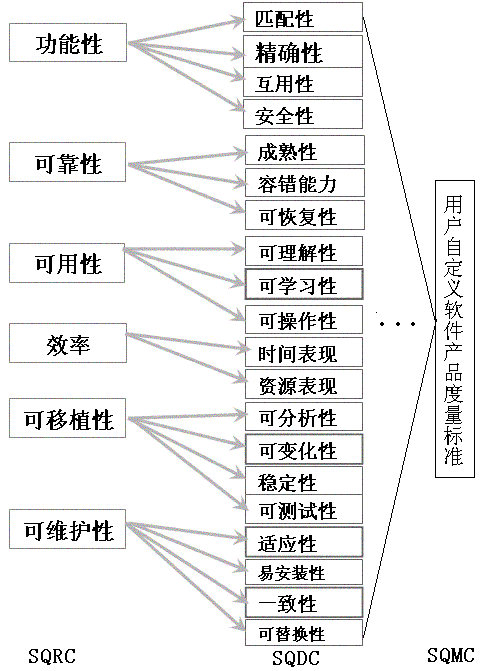 功能性
可靠性
可用性
效率
可移植性
可维护性
SQRC
匹配性
精确性
互用性
安全性
成熟性
容错能力
可恢复性
可理解性
可学习性
可操作性
时间表现
资源表现
可分析性
可变化性
稳定性
可测试性
适应性
易安装性
一致性
可替换性
SQDC
...
用户自定义软件产品度量标准
SQMC